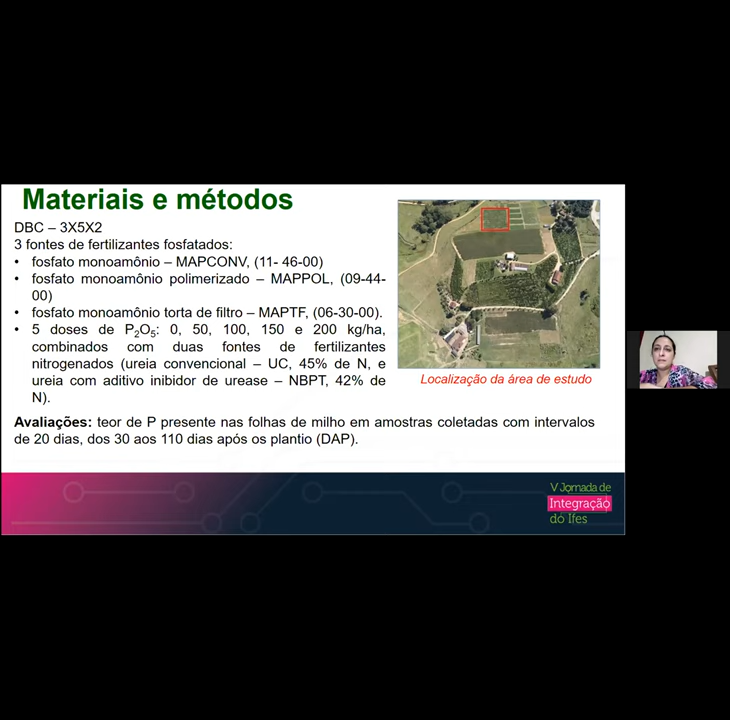 Materiais e métodos
DBC – 3X5X2
3 fontes de fertilizantes fosfatados:
• fosfato monoamônio – MAPCONV, (11- 46-00)
• fosfato monoamônio polimerizado – MAPPOL, (09-44-
00)
• fosfato monoamônio torta de filtro – MAPTF, (06-30-00).
• 5 doses de P2O5: 0, 50, 100, 150 e 200 kg/ha,
combinados com duas fontes de fertilizantes
nitrogenados (ureia convencional – UC, 45% de N, e
ureia com aditivo inibidor de urease – NBPT, 42% de
N).
Localização da área de estudo
Avaliações: teor de P presente nas folhas de milho em amostras coletadas com intervalos
de 20 dias, dos 30 aos 110 dias após os plantio (DAP).
V Jornada de
Integração
do Ifes